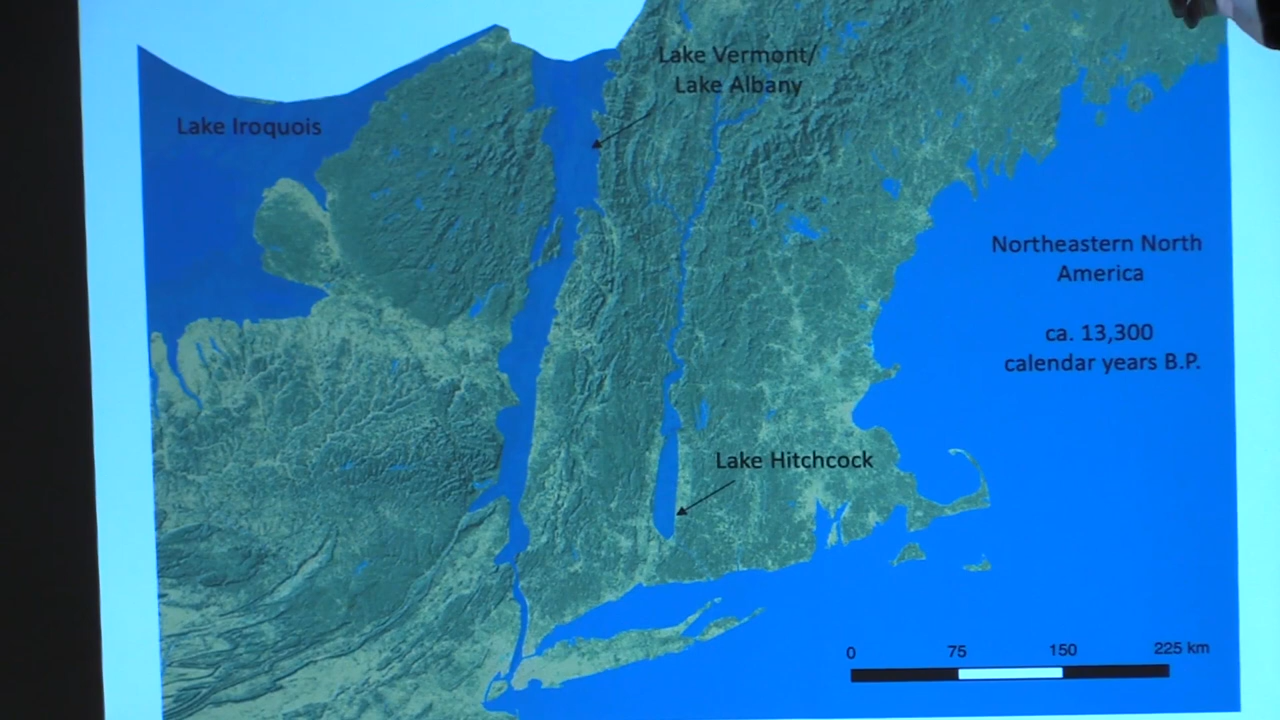 Lake Vermont/
Lake Albany
Lake Iroquois
Northeastern North
America
ca. 13,300
calendar years B.P.
Lake Hitchcock
0 75 150 225 km